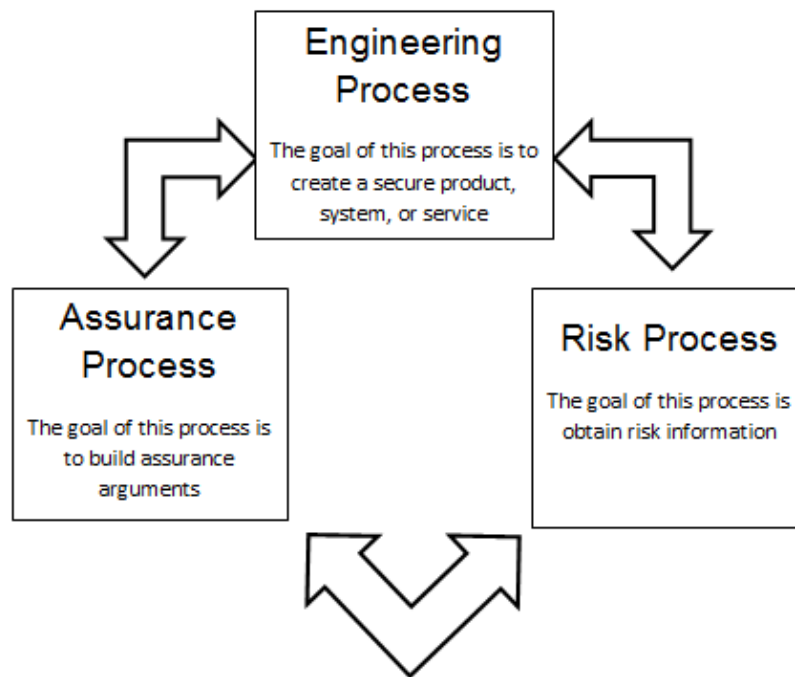 Engineering
Process
The goal of this process is to
create a secure product,
system, or service
Assurance
Process
The goal of this process is
to build assurance
arguments
Risk Process
The goal of this process is
obtain risk information